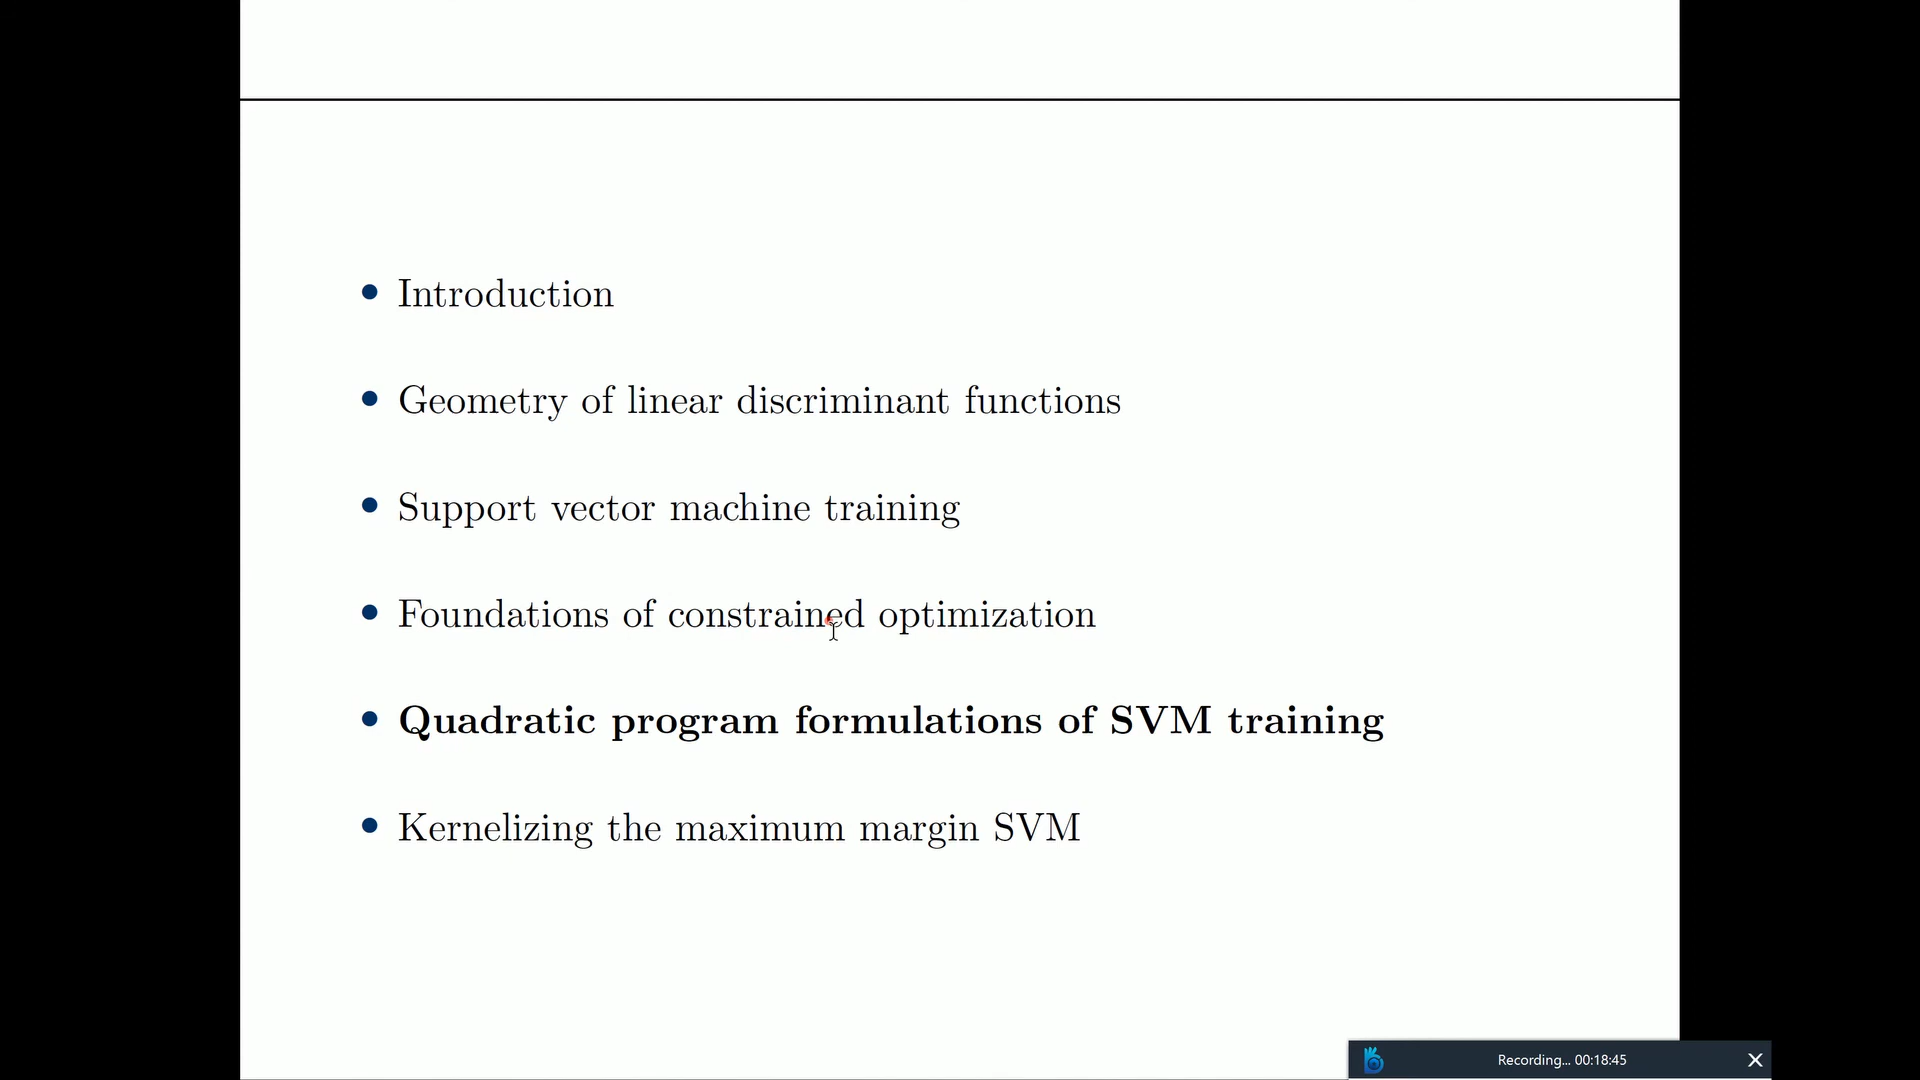 Introduction
Geometry of linear discriminant functions
Support vector machine training
Foundations of constrained optimization
Quadratic program formulations of SVM training
Kernelizing the maximum margin SVM
Recording... 00:18:45